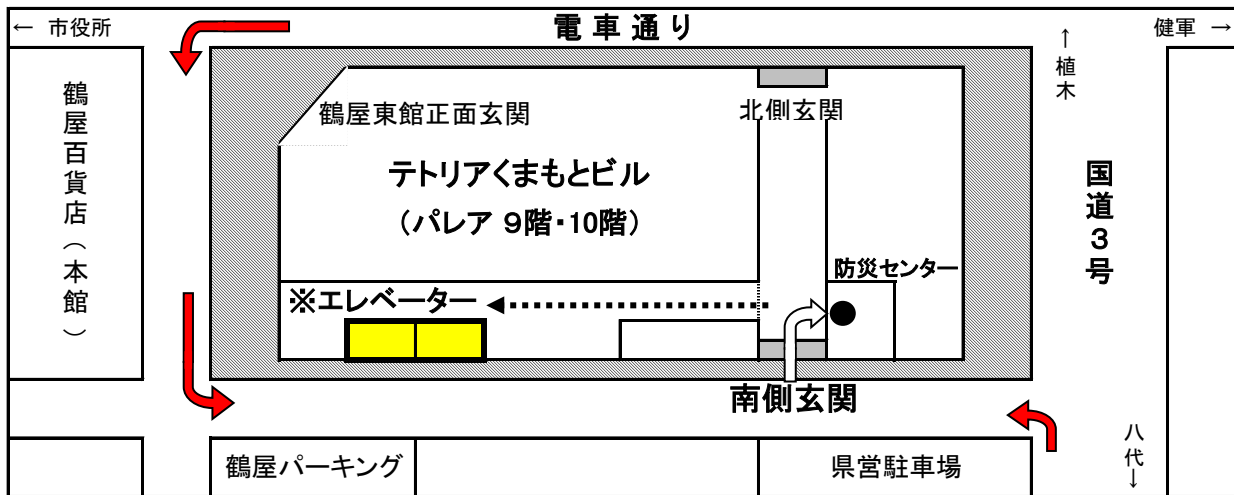 ← 市役所
電車通り
健軍 →
↑植木
鶴屋百貨店(本館)
鶴屋東館正面玄関
北側玄関
テトリアくまもとビル
(パレア 9階・10階)
国道3号
防災センター
※エレベーター
南側玄関
八代↓
鶴屋パーキング
県営駐車場